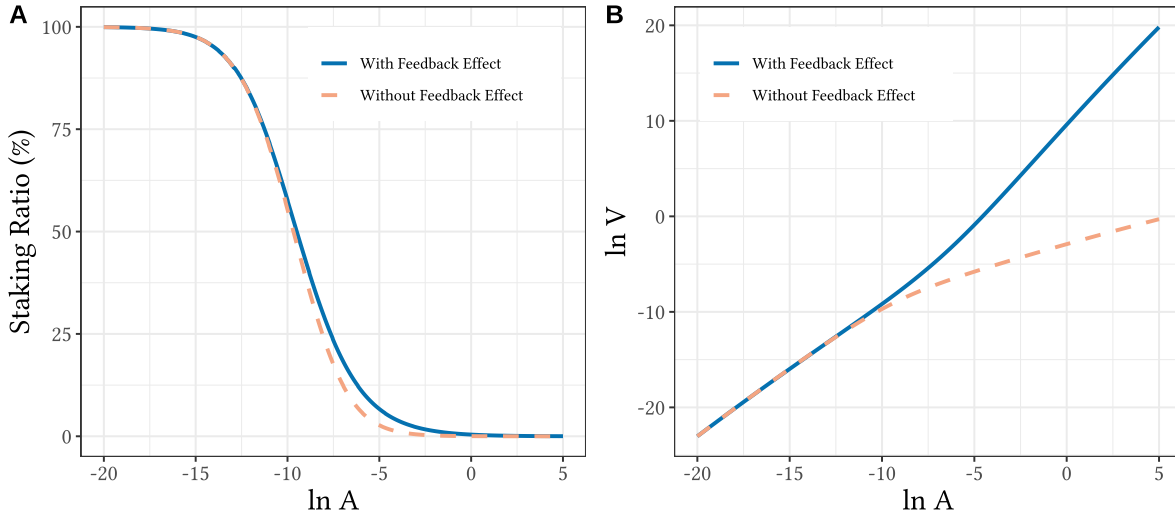 A
Staking Ratio (%)
100
75
50
25
0
With Feedback Effect
Without Feedback Effect
-20 -15 -10 -5 0 5
ln A
B
ln V
20
10
0
-10
-20
With Feedback Effect
Without Feedback Effect
-20 -15 -10 -5 0 5
ln A